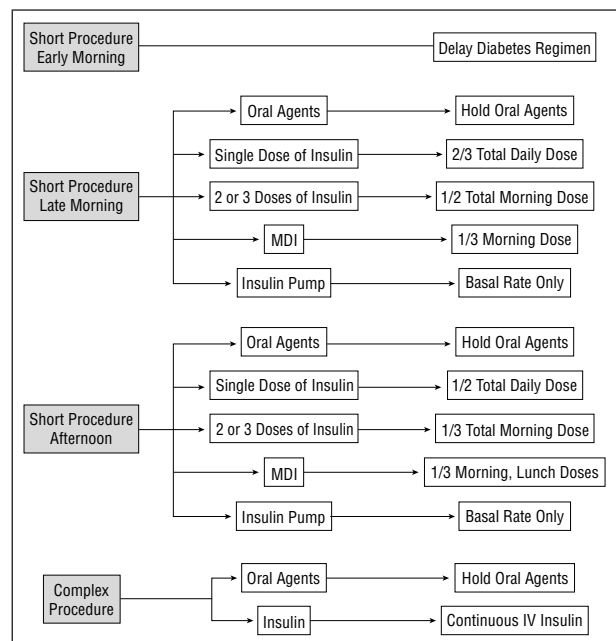 Short Procedure
Early Morning
Delay Diabetes Regimen
Short Procedure
Late Morning
Oral Agents
Hold Oral Agents
Single Dose of Insulin
2/3 Total Daily Dose
2 or 3 Doses of Insulin
1/2 Total Morning Dose
MDI
1/3 Morning Dose
Insulin Pump
Basal Rate Only
Short Procedure
Afternoon
Oral Agents
Hold Oral Agents
Single Dose of Insulin
1/2 Total Daily Dose
2 or 3 Doses of Insulin
1/3 Total Morning Dose
MDI
1/3 Morning, Lunch Doses
Insulin Pump
Basal Rate Only
Complex
Procedure
Oral Agents
Hold Oral Agents
Insulin
Continuous IV Insulin